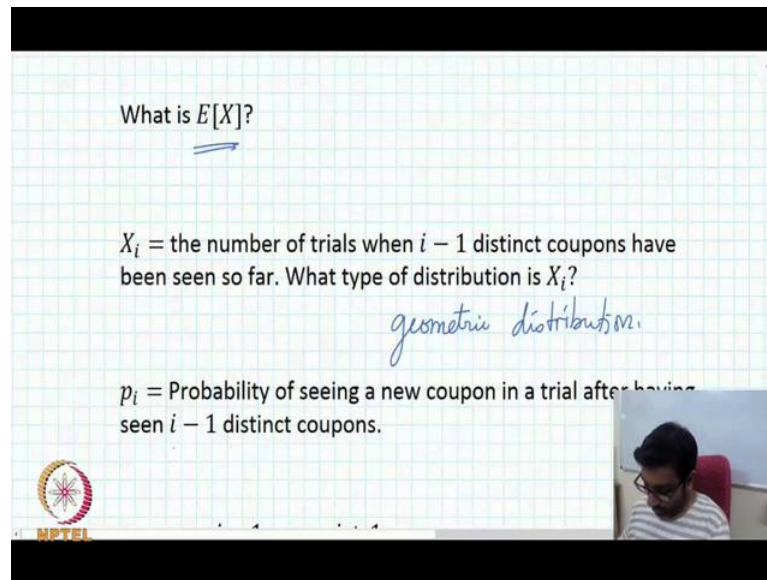 What is E[X]?
X_i = the number of trials when i − 1 distinct coupons have
been seen so far. What type of distribution is X_i?
geometric distribution.
p_i = Probability of seeing a new coupon in a trial after having
seen i − 1 distinct coupons.
NPTEL